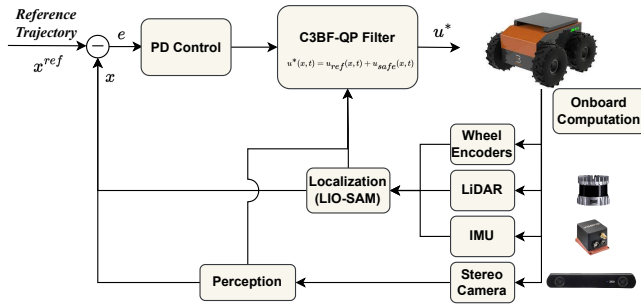 Reference
Trajectory
x^{ref}
e
x
PD Control
C3BF-QP Filter
u^*(x,t) = u_{ref}(x,t) + u_{safe}(x,t)
u^*
3
Onboard
Computation
Wheel
Encoders
Localization
(LIO-SAM)
LiDAR
IMU
Perception
Stereo
Camera